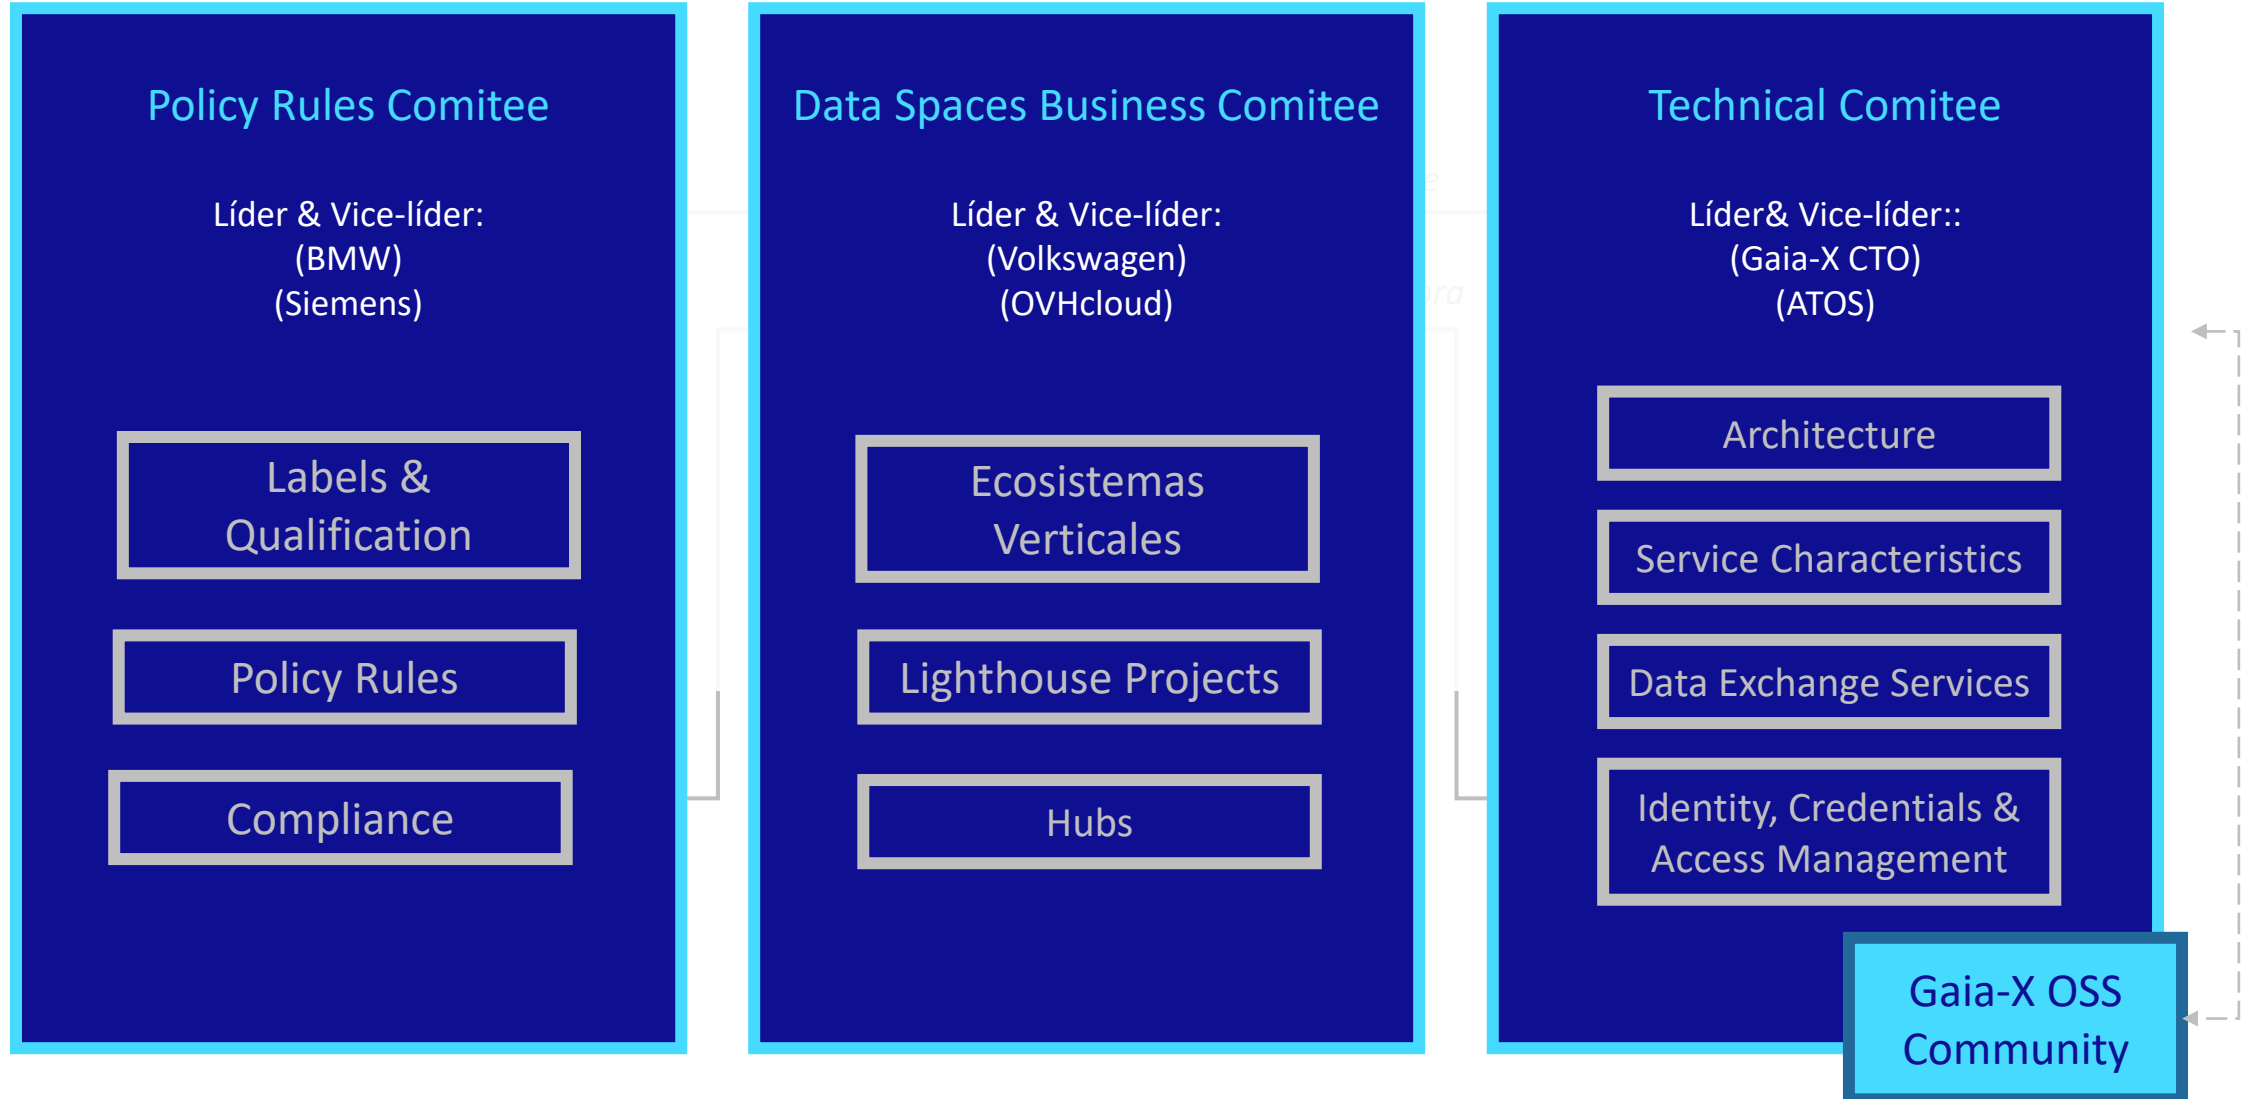 Policy Rules Comitee
Líder & Vice-líder:
(BMW)
(Siemens)
Labels &
Qualification
Policy Rules
Compliance
Data Spaces Business Comitee
Líder & Vice-líder:
(Volkswagen)
(OVHcloud)
Ecosistemas
Verticales
Lighthouse Projects
Hubs
Technical Comitee
Líder& Vice-líder::
(Gaia-X CTO)
(ATOS)
Architecture
Service Characteristics
Data Exchange Services
Identity, Credentials &
Access Management
Gaia-X OSS
Community